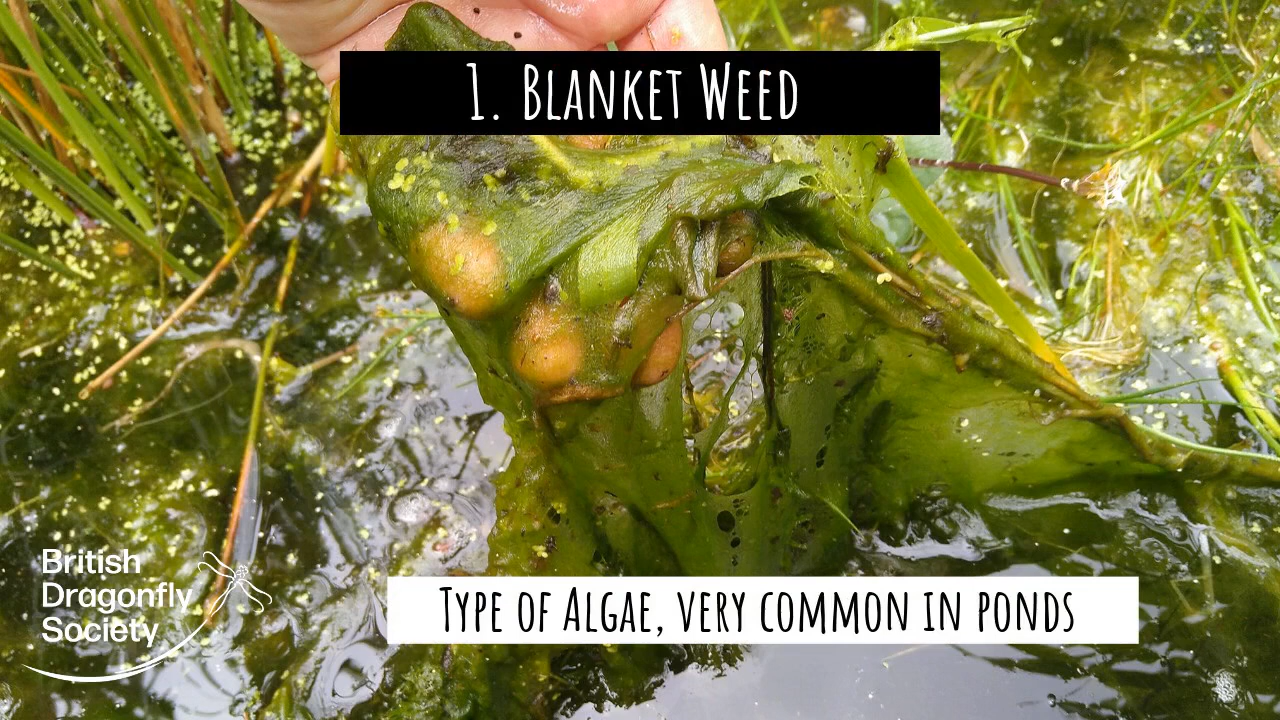 1. Blanket Weed
British
Dragonfly
Society
Type of Algae, very common in ponds